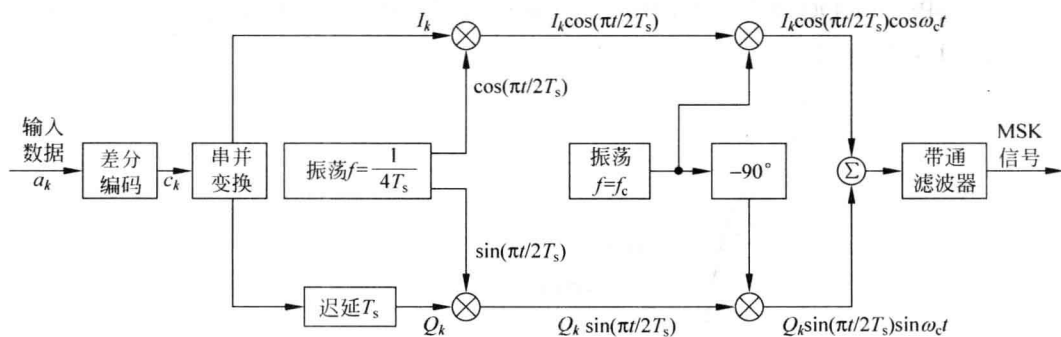 I_k
I_k cos(πt/2T_s)
I_k cos(πt/2T_s)cosω_c t
cos(πt/2T_s)
输入
数据
a_k
差分
编码
c_k
串并
变换
振荡f=1/4T_s
振荡
f=f_c
−90°
Σ
带通
滤波器
MSK
信号
sin(πt/2T_s)
迟延T_s
Q_k
Q_k sin(πt/2T_s)
Q_k sin(πt/2T_s)sinω_c t